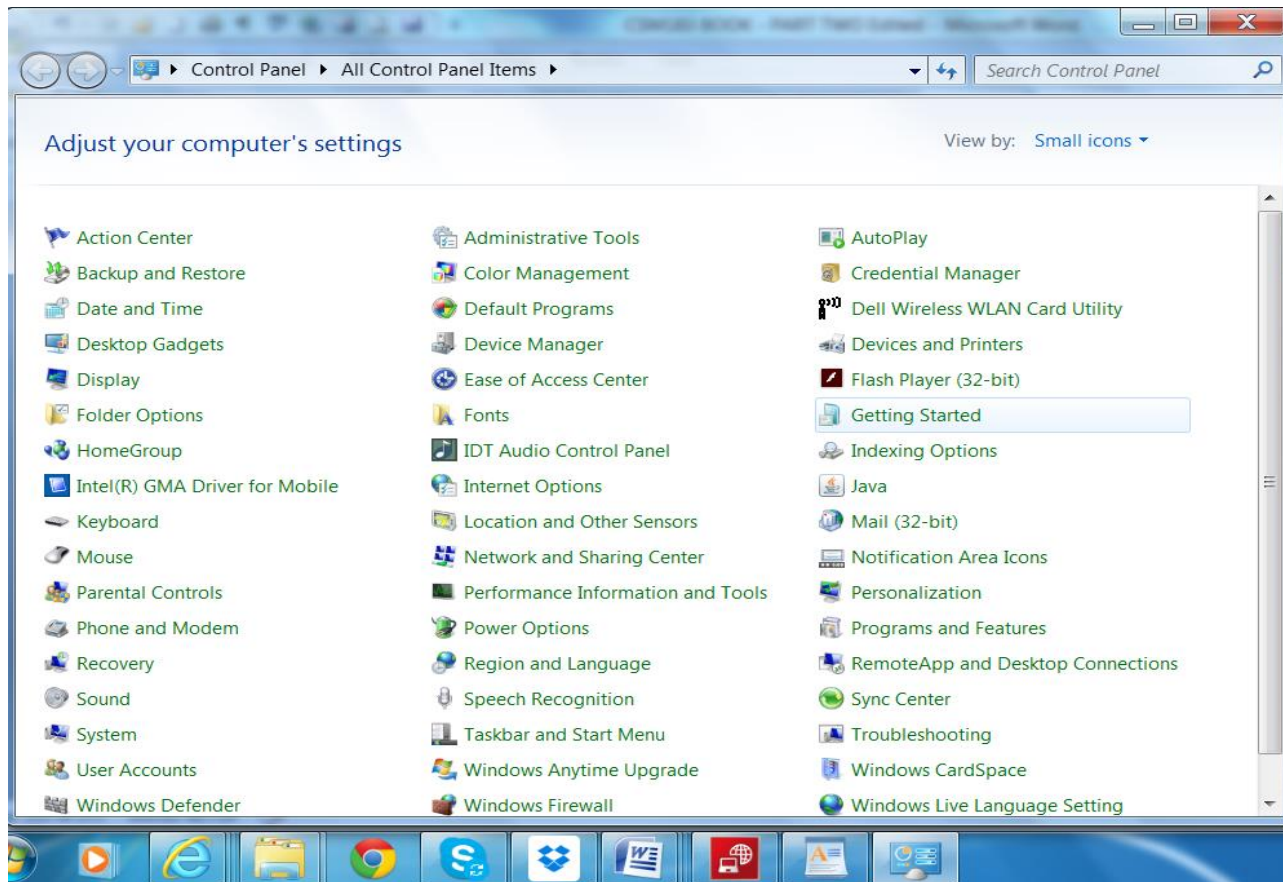 CSWEJEJ BOOK - PART TWO Edited - Microsoft Word
Control Panel ▸ All Control Panel Items ▸
Search Control Panel
Adjust your computer's settings
View by: Small icons
Action Center Administrative Tools AutoPlay
Backup and Restore Color Management Credential Manager
Date and Time Default Programs Dell Wireless WLAN Card Utility
Desktop Gadgets Device Manager Devices and Printers
Display Ease of Access Center Flash Player (32-bit)
Folder Options Fonts Getting Started
HomeGroup IDT Audio Control Panel Indexing Options
Intel(R) GMA Driver for Mobile Internet Options Java
Keyboard Location and Other Sensors Mail (32-bit)
Mouse Network and Sharing Center Notification Area Icons
Parental Controls Performance Information and Tools Personalization
Phone and Modem Power Options Programs and Features
Recovery Region and Language RemoteApp and Desktop Connections
Sound Speech Recognition Sync Center
System Taskbar and Start Menu Troubleshooting
User Accounts Windows Anytime Upgrade Windows CardSpace
Windows Defender Windows Firewall Windows Live Language Setting